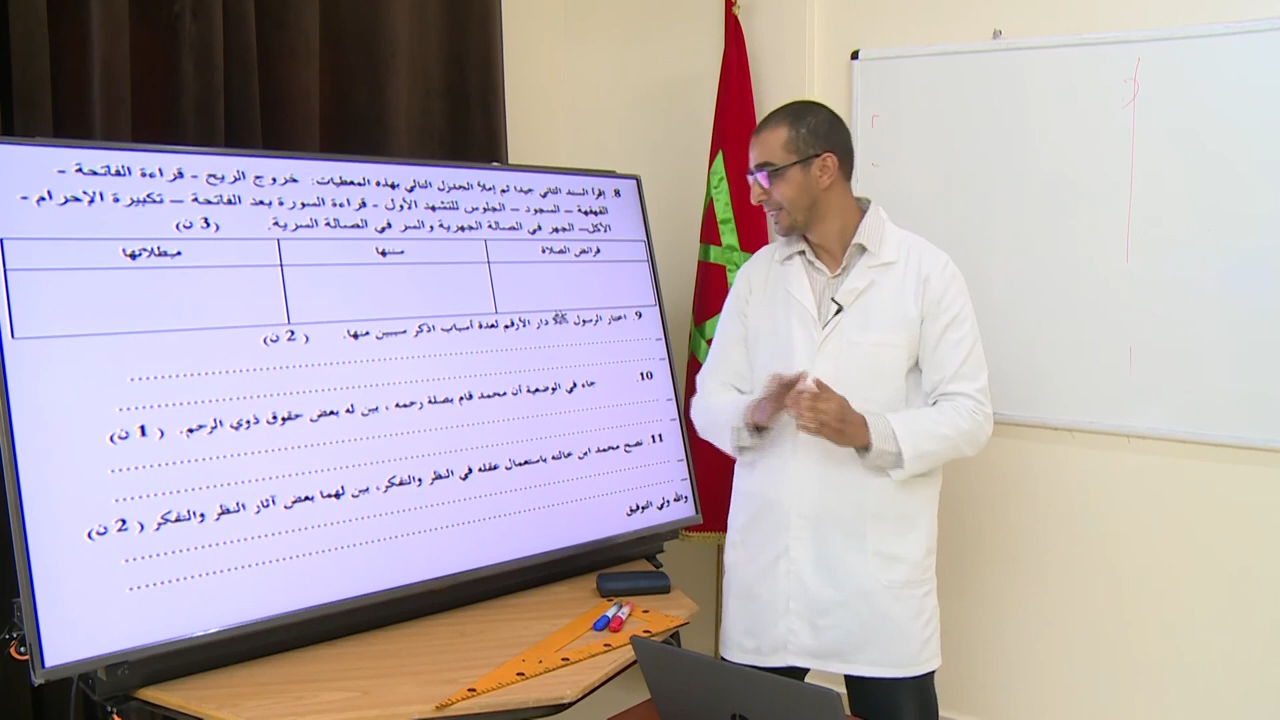 8. إقرأ السند الثاني جيدا ثم إملأ الجدول التالي بهذه المعطيات: خروج الريح - قراءة الفاتحة –
القهقهة – السجود – الجلوس للتشهد الأول - قراءة السورة بعد الفاتحة – تكبيرة الإحرام -
الأكل– الجهر في الصالة الجهرية والسر في الصالة السرية. (3 ن)
فرائض الصلاة سننها مبطلاتها
9. اختار الرسول ﷺ دار الأرقم لعدة أسباب اذكر سببين منها. ( 2 ن)
10. جاء في الوضعية أن محمد قام بصلة رحمه ، بين له بعض حقوق ذوي الرحم. ( 1 ن)
11. نصح محمد ابن خالته باستعمال عقله في النظر والتفكر، بين لهما بعض آثار النظر والتفكر ( 2 ن)
والله ولي التوفيق